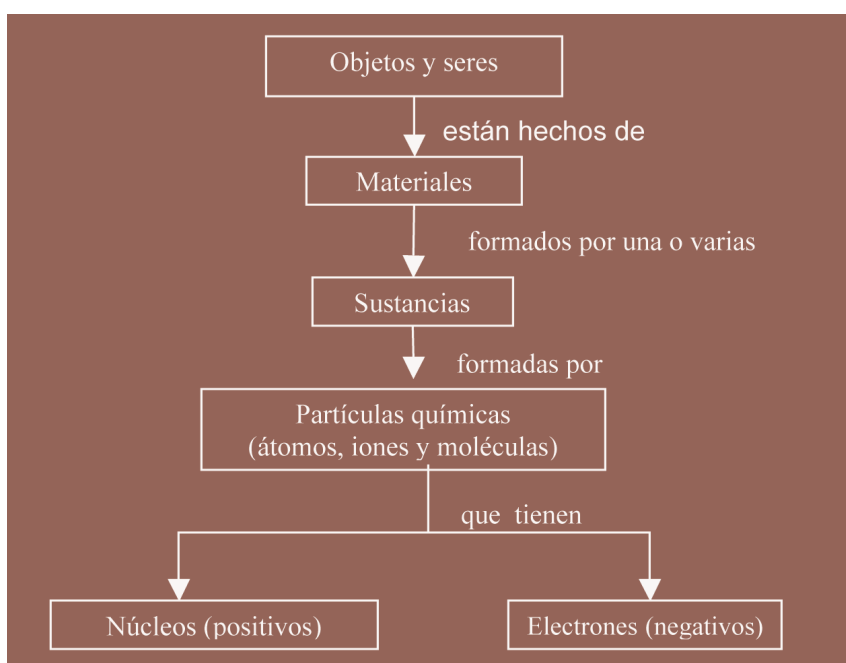 Objetos y seres
están hechos de
Materiales
formados por una o varias
Sustancias
formadas por
Partículas químicas
(átomos, iones y moléculas)
que tienen
Núcleos (positivos)
Electrones (negativos)